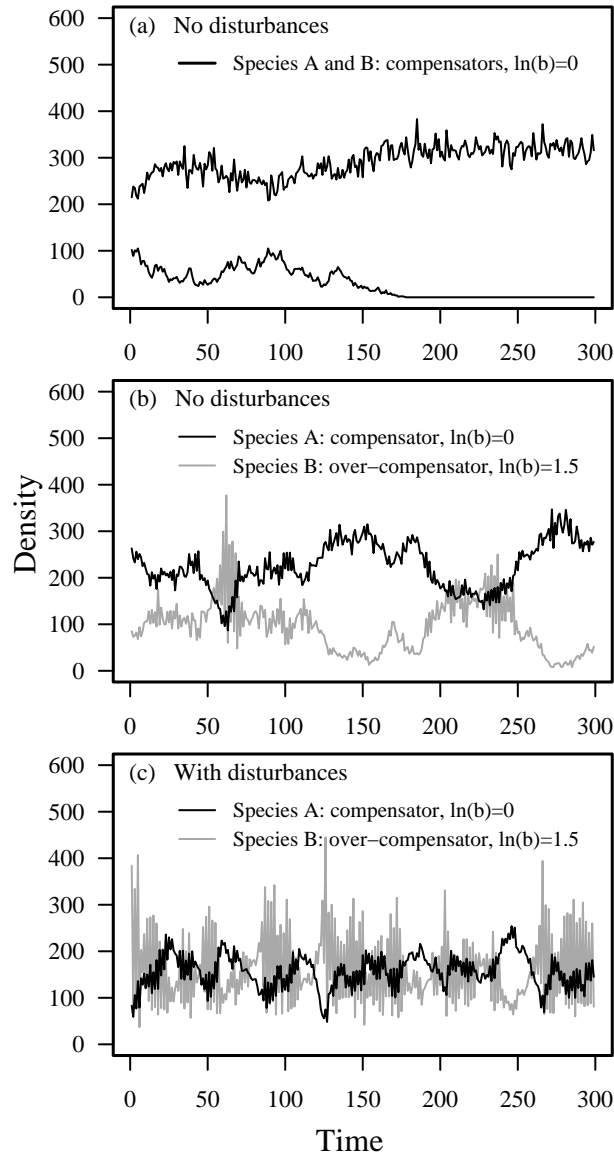 (a) No disturbances
Species A and B: compensators, ln(b)=0
600
500
400
300
200
100
0
0 50 100 150 200 250 300
(b) No disturbances
Species A: compensator, ln(b)=0
Species B: over−compensator, ln(b)=1.5
600
500
400
300
200
100
0
0 50 100 150 200 250 300
Density
(c) With disturbances
Species A: compensator, ln(b)=0
Species B: over−compensator, ln(b)=1.5
600
500
400
300
200
100
0
0 50 100 150 200 250 300
Time